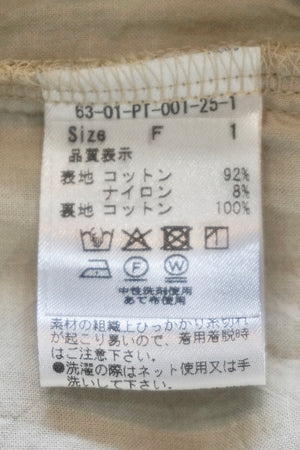 63-01-PT-001-25-1
Size F 1
品質表示
表地 コットン 92%
ナイロン 8%
裏地 コットン 100%
F W
中性洗剤使用
あて布使用
素材の組織上ひっかかり糸切れ
が起こり易いので、着用着脱時
はご注意下さい。
●洗濯の際はネット使用又は手
洗いして下さい。